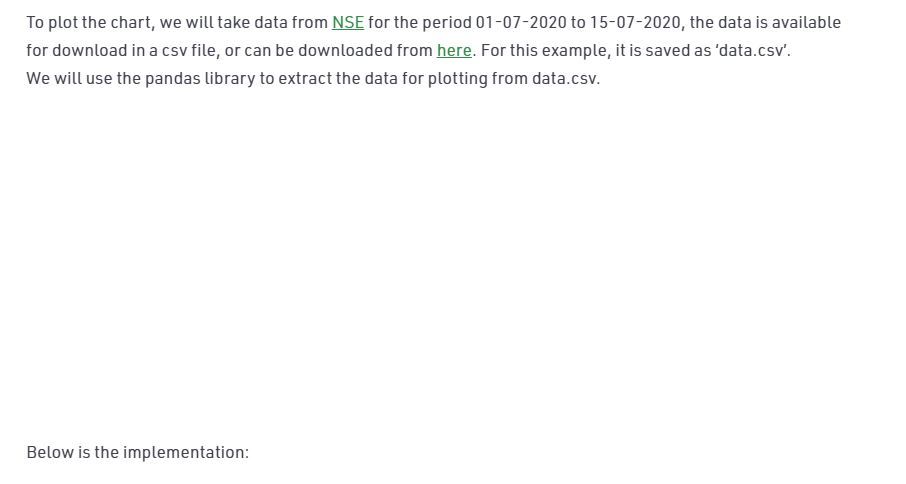 To plot the chart, we will take data from NSE for the period 01-07-2020 to 15-07-2020, the data is available
for download in a csv file, or can be downloaded from here. For this example, it is saved as ‘data.csv’.
We will use the pandas library to extract the data for plotting from data.csv.
Below is the implementation: